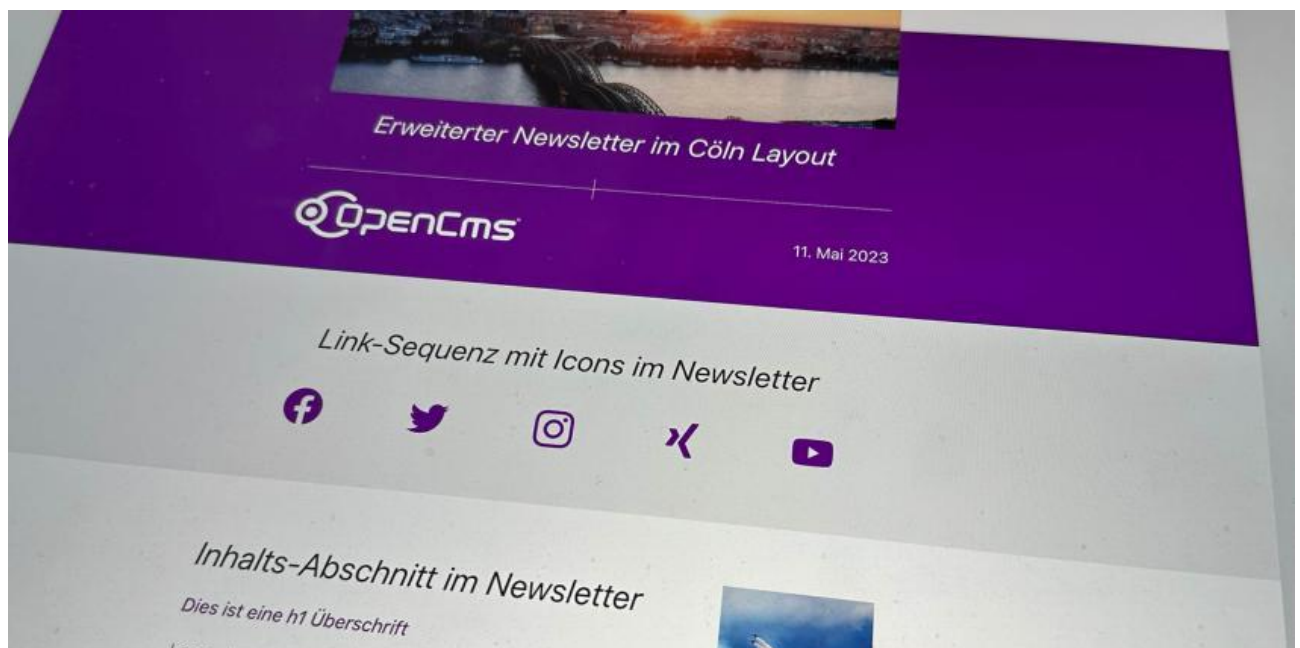 Erweiterter Newsletter im Cöln Layout
OpenCms
11. Mai 2023
Link-Sequenz mit Icons im Newsletter
Inhalts-Abschnitt im Newsletter
Dies ist eine h1 Überschrift